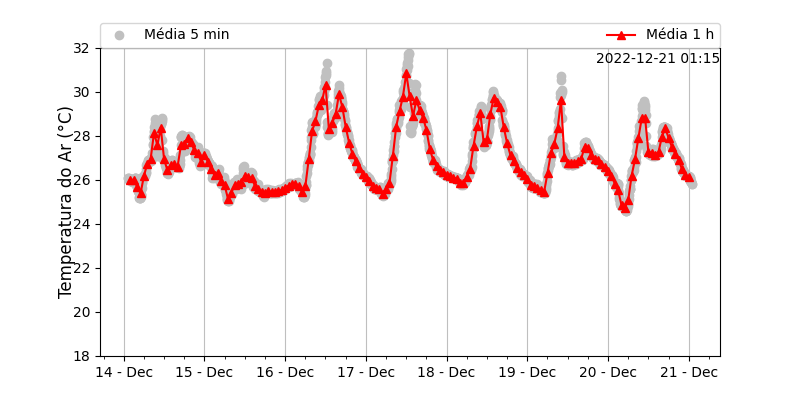 Média 5 min
Média 1 h
2022-12-21 01:15
Temperatura do Ar (°C)
32
30
28
26
24
22
20
18
14 - Dec
15 - Dec
16 - Dec
17 - Dec
18 - Dec
19 - Dec
20 - Dec
21 - Dec